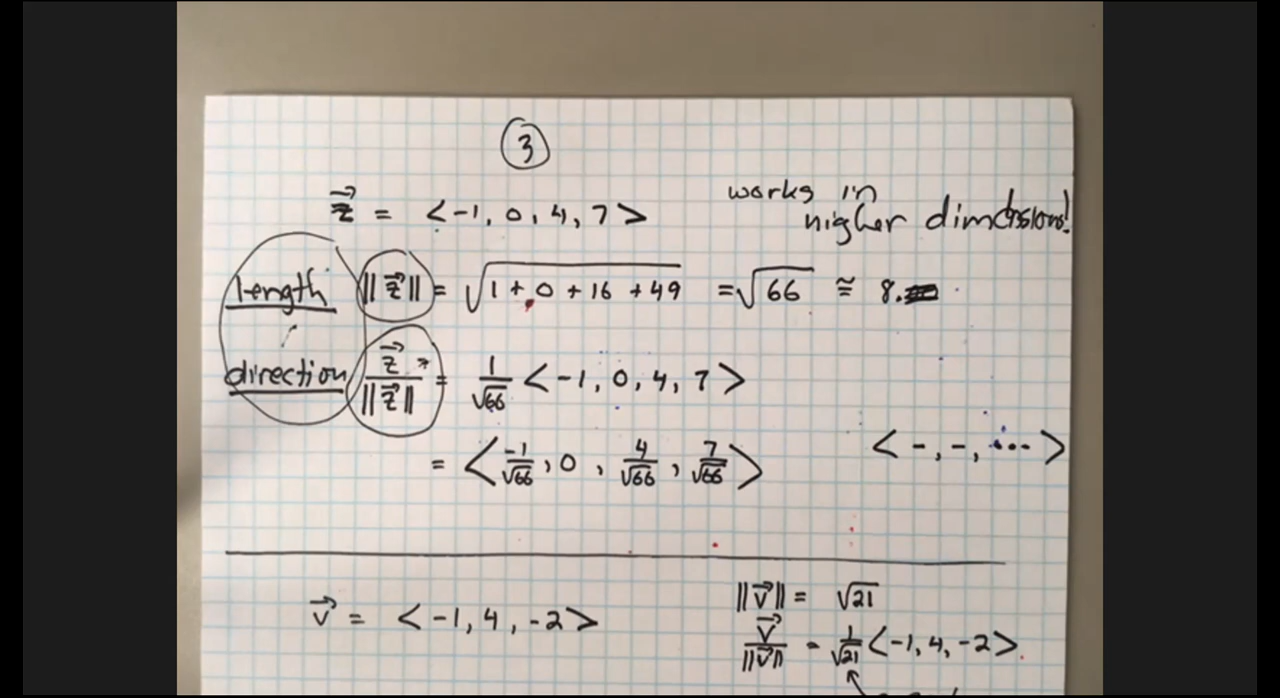 ③
z⃗ = < -1, 0, 4, 7 >
works in
higher dimensions!
length ||z⃗|| = √(1 + 0 + 16 + 49) = √66 ≅ 8.
direction z⃗/||z⃗|| = 1/√66 < -1, 0, 4, 7 >
= < -1/√66, 0, 4/√66, 7/√66 >
< -, -, ... >
v⃗ = < -1, 4, -2 >
||v⃗|| = √21
v⃗/||v⃗|| = 1/√21 < -1, 4, -2 >.